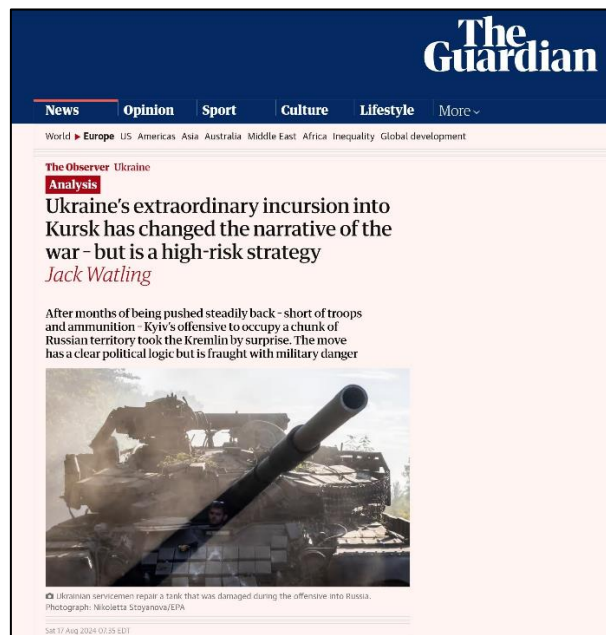 The
Guardian
News Opinion Sport Culture Lifestyle More
World Europe US Americas Asia Australia Middle East Africa Inequality Global development
The Observer Ukraine
Analysis
Ukraine's extraordinary incursion into
Kursk has changed the narrative of the
war – but is a high-risk strategy
Jack Watling
After months of being pushed steadily back – short of troops
and ammunition – Kyiv's offensive to occupy a chunk of
Russian territory took the Kremlin by surprise. The move
has a clear political logic but is fraught with military danger
Ukrainian servicemen repair a tank that was damaged during the offensive into Russia.
Photograph: Nikoletta Stoyanova/EPA
Sat 17 Aug 2024 07.35 EDT